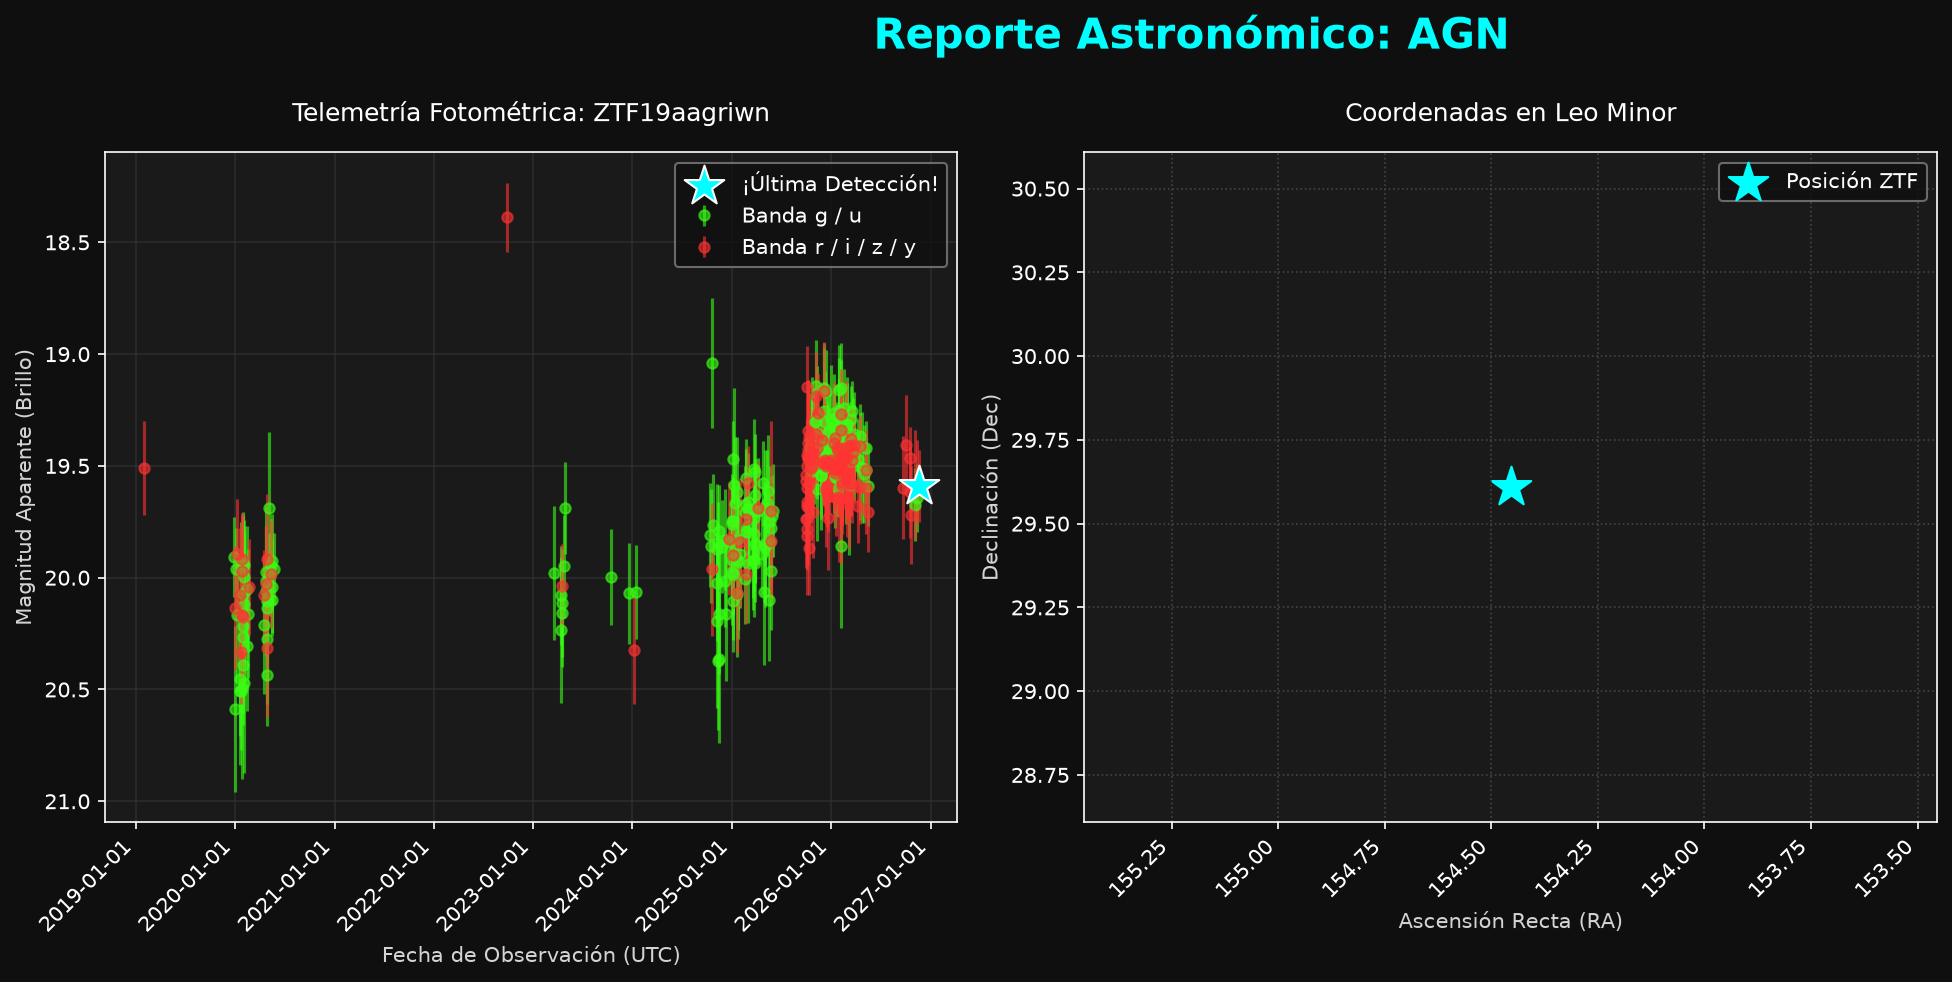 Reporte Astronómico: AGN
Telemetría Fotométrica: ZTF19aagriwn
¡Última Detección!
Banda g / u
Banda r / i / z / y
Magnitud Aparente (Brillo)
18.5
19.0
19.5
20.0
20.5
21.0
2019-01-01
2020-01-01
2021-01-01
2022-01-01
2023-01-01
2024-01-01
2025-01-01
2026-01-01
2027-01-01
Fecha de Observación (UTC)
Coordenadas en Leo Minor
Posición ZTF
Declinación (Dec)
30.50
30.25
30.00
29.75
29.50
29.25
29.00
28.75
155.25
155.00
154.75
154.50
154.25
154.00
153.75
153.50
Ascensión Recta (RA)